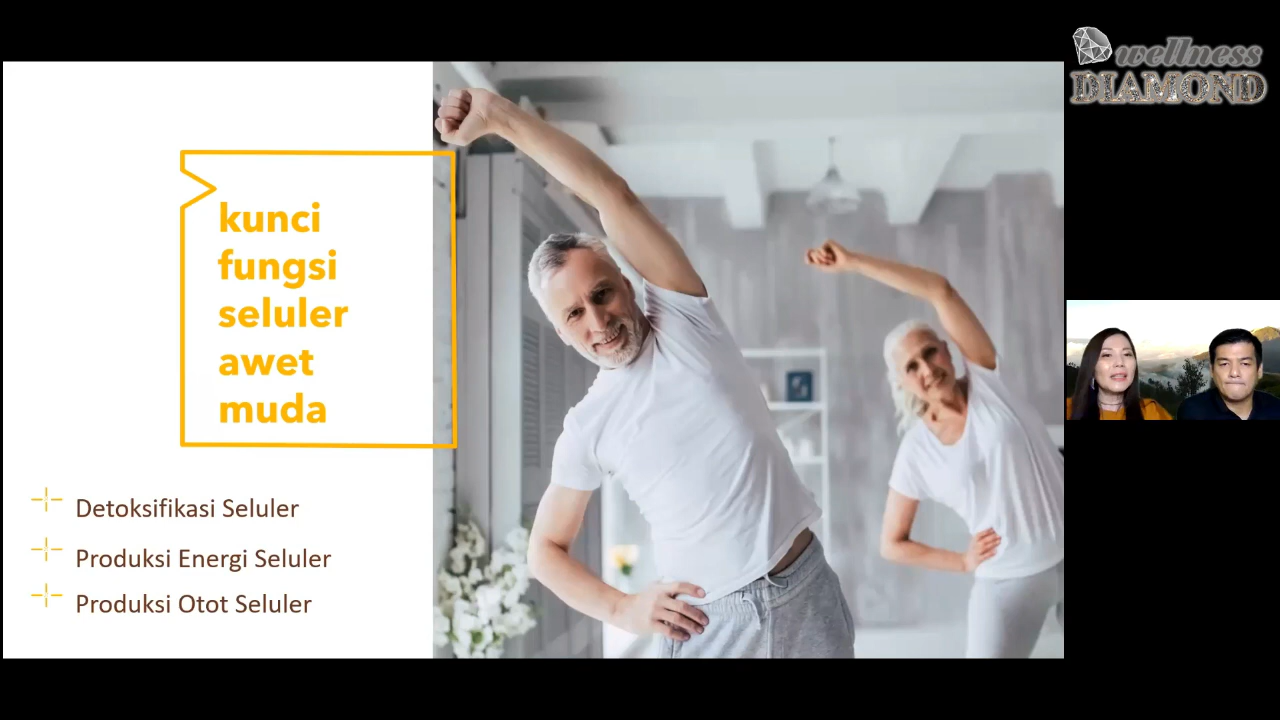 wellness
DIAMOND
kunci
fungsi
seluler
awet
muda
Detoksifikasi Seluler
Produksi Energi Seluler
Produksi Otot Seluler